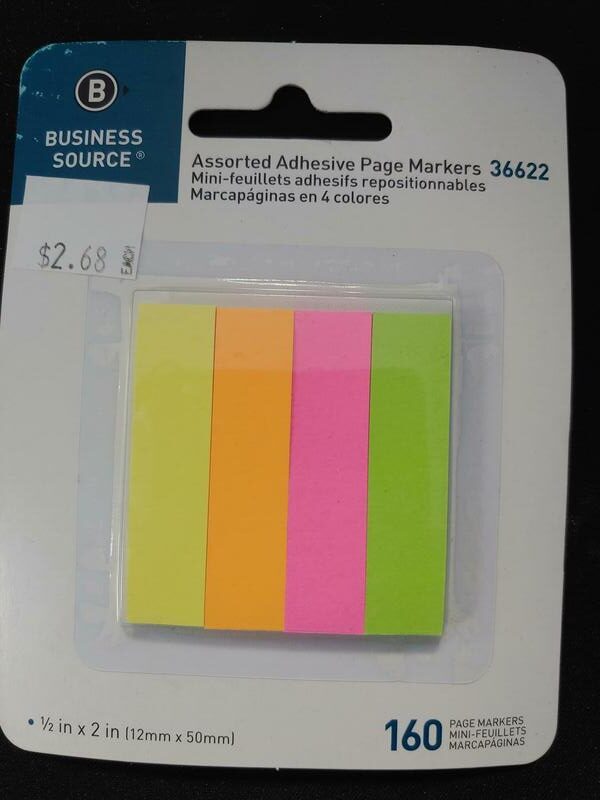 B
BUSINESS
SOURCE®
Assorted Adhesive Page Markers 36622
Mini-feuillets adhesifs repositionnables
Marcapáginas en 4 colores
$2.68 EACH
• ½ in x 2 in (12mm x 50mm)
160 PAGE MARKERS
MINI-FEUILLETS
MARCAPÁGINAS